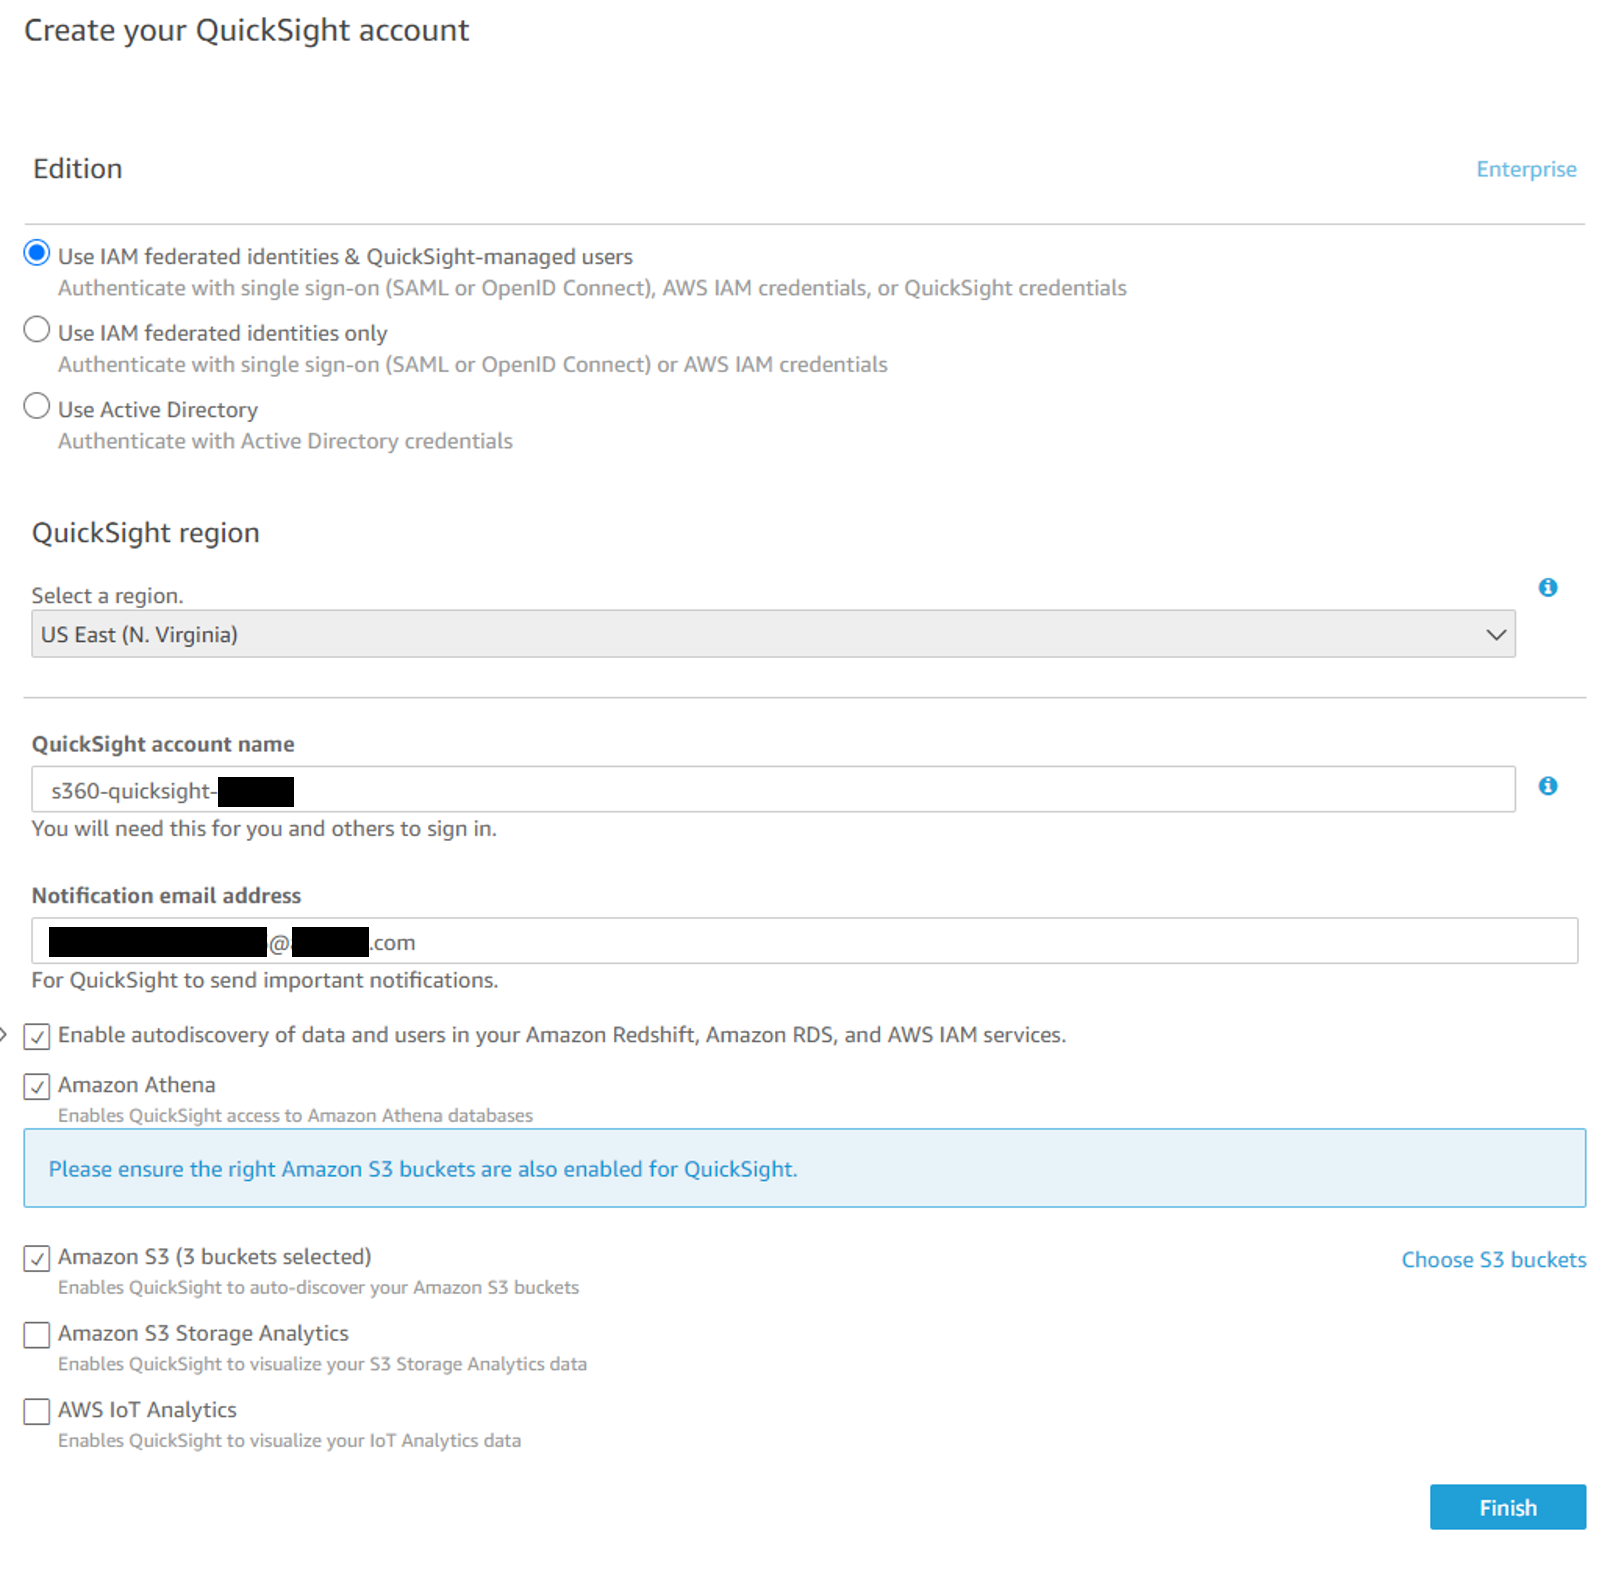 Create your QuickSight account
Edition
Enterprise
Use IAM federated identities & QuickSight-managed users
Authenticate with single sign-on (SAML or OpenID Connect), AWS IAM credentials, or QuickSight credentials
Use IAM federated identities only
Authenticate with single sign-on (SAML or OpenID Connect) or AWS IAM credentials
Use Active Directory
Authenticate with Active Directory credentials
QuickSight region
Select a region.
US East (N. Virginia)
QuickSight account name
s360-quicksight-
You will need this for you and others to sign in.
Notification email address
@ .com
For QuickSight to send important notifications.
Enable autodiscovery of data and users in your Amazon Redshift, Amazon RDS, and AWS IAM services.
Amazon Athena
Enables QuickSight access to Amazon Athena databases
Please ensure the right Amazon S3 buckets are also enabled for QuickSight.
Amazon S3 (3 buckets selected)
Choose S3 buckets
Enables QuickSight to auto-discover your Amazon S3 buckets
Amazon S3 Storage Analytics
Enables QuickSight to visualize your S3 Storage Analytics data
AWS IoT Analytics
Enables QuickSight to visualize your IoT Analytics data
Finish